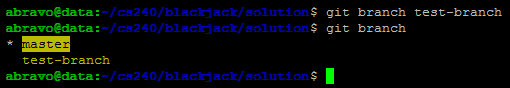 abravo@data:~/cs240/blackjack/solution$ git branch test-branch
abravo@data:~/cs240/blackjack/solution$ git branch
* master
  test-branch
abravo@data:~/cs240/blackjack/solution$